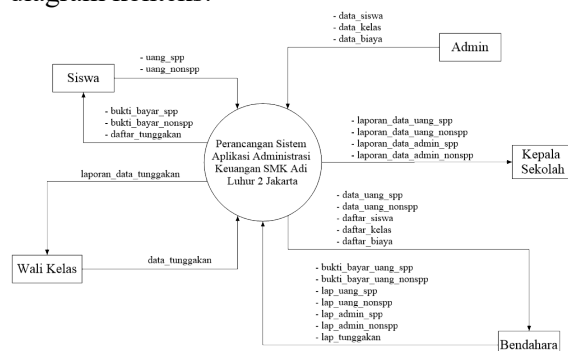 - data_siswa
- data_kelas
- data_biaya
Admin
- uang_spp
- uang_nonspp
Siswa
- bukti_bayar_spp
- bukti_bayar_nonspp
- daftar_tunggakan
Perancangan Sistem
Aplikasi Administrasi
Keuangan SMK Adi
Luhur 2 Jakarta
- laporan_data_uang_spp
- laporan_data_uang_nonspp
- laporan_data_admin_spp
- laporan_data_admin_nonspp
Kepala
Sekolah
laporan_data_tunggakan
- data_uang_spp
- data_uang_nonspp
- daftar_siswa
- daftar_kelas
- daftar_biaya
Wali Kelas
data_tunggakan
- bukti_bayar_uang_spp
- bukti_bayar_uang_nonspp
- lap_uang_spp
- lap_uang_nonspp
- lap_admin_spp
- lap_admin_nonspp
- lap_tunggakan
Bendahara